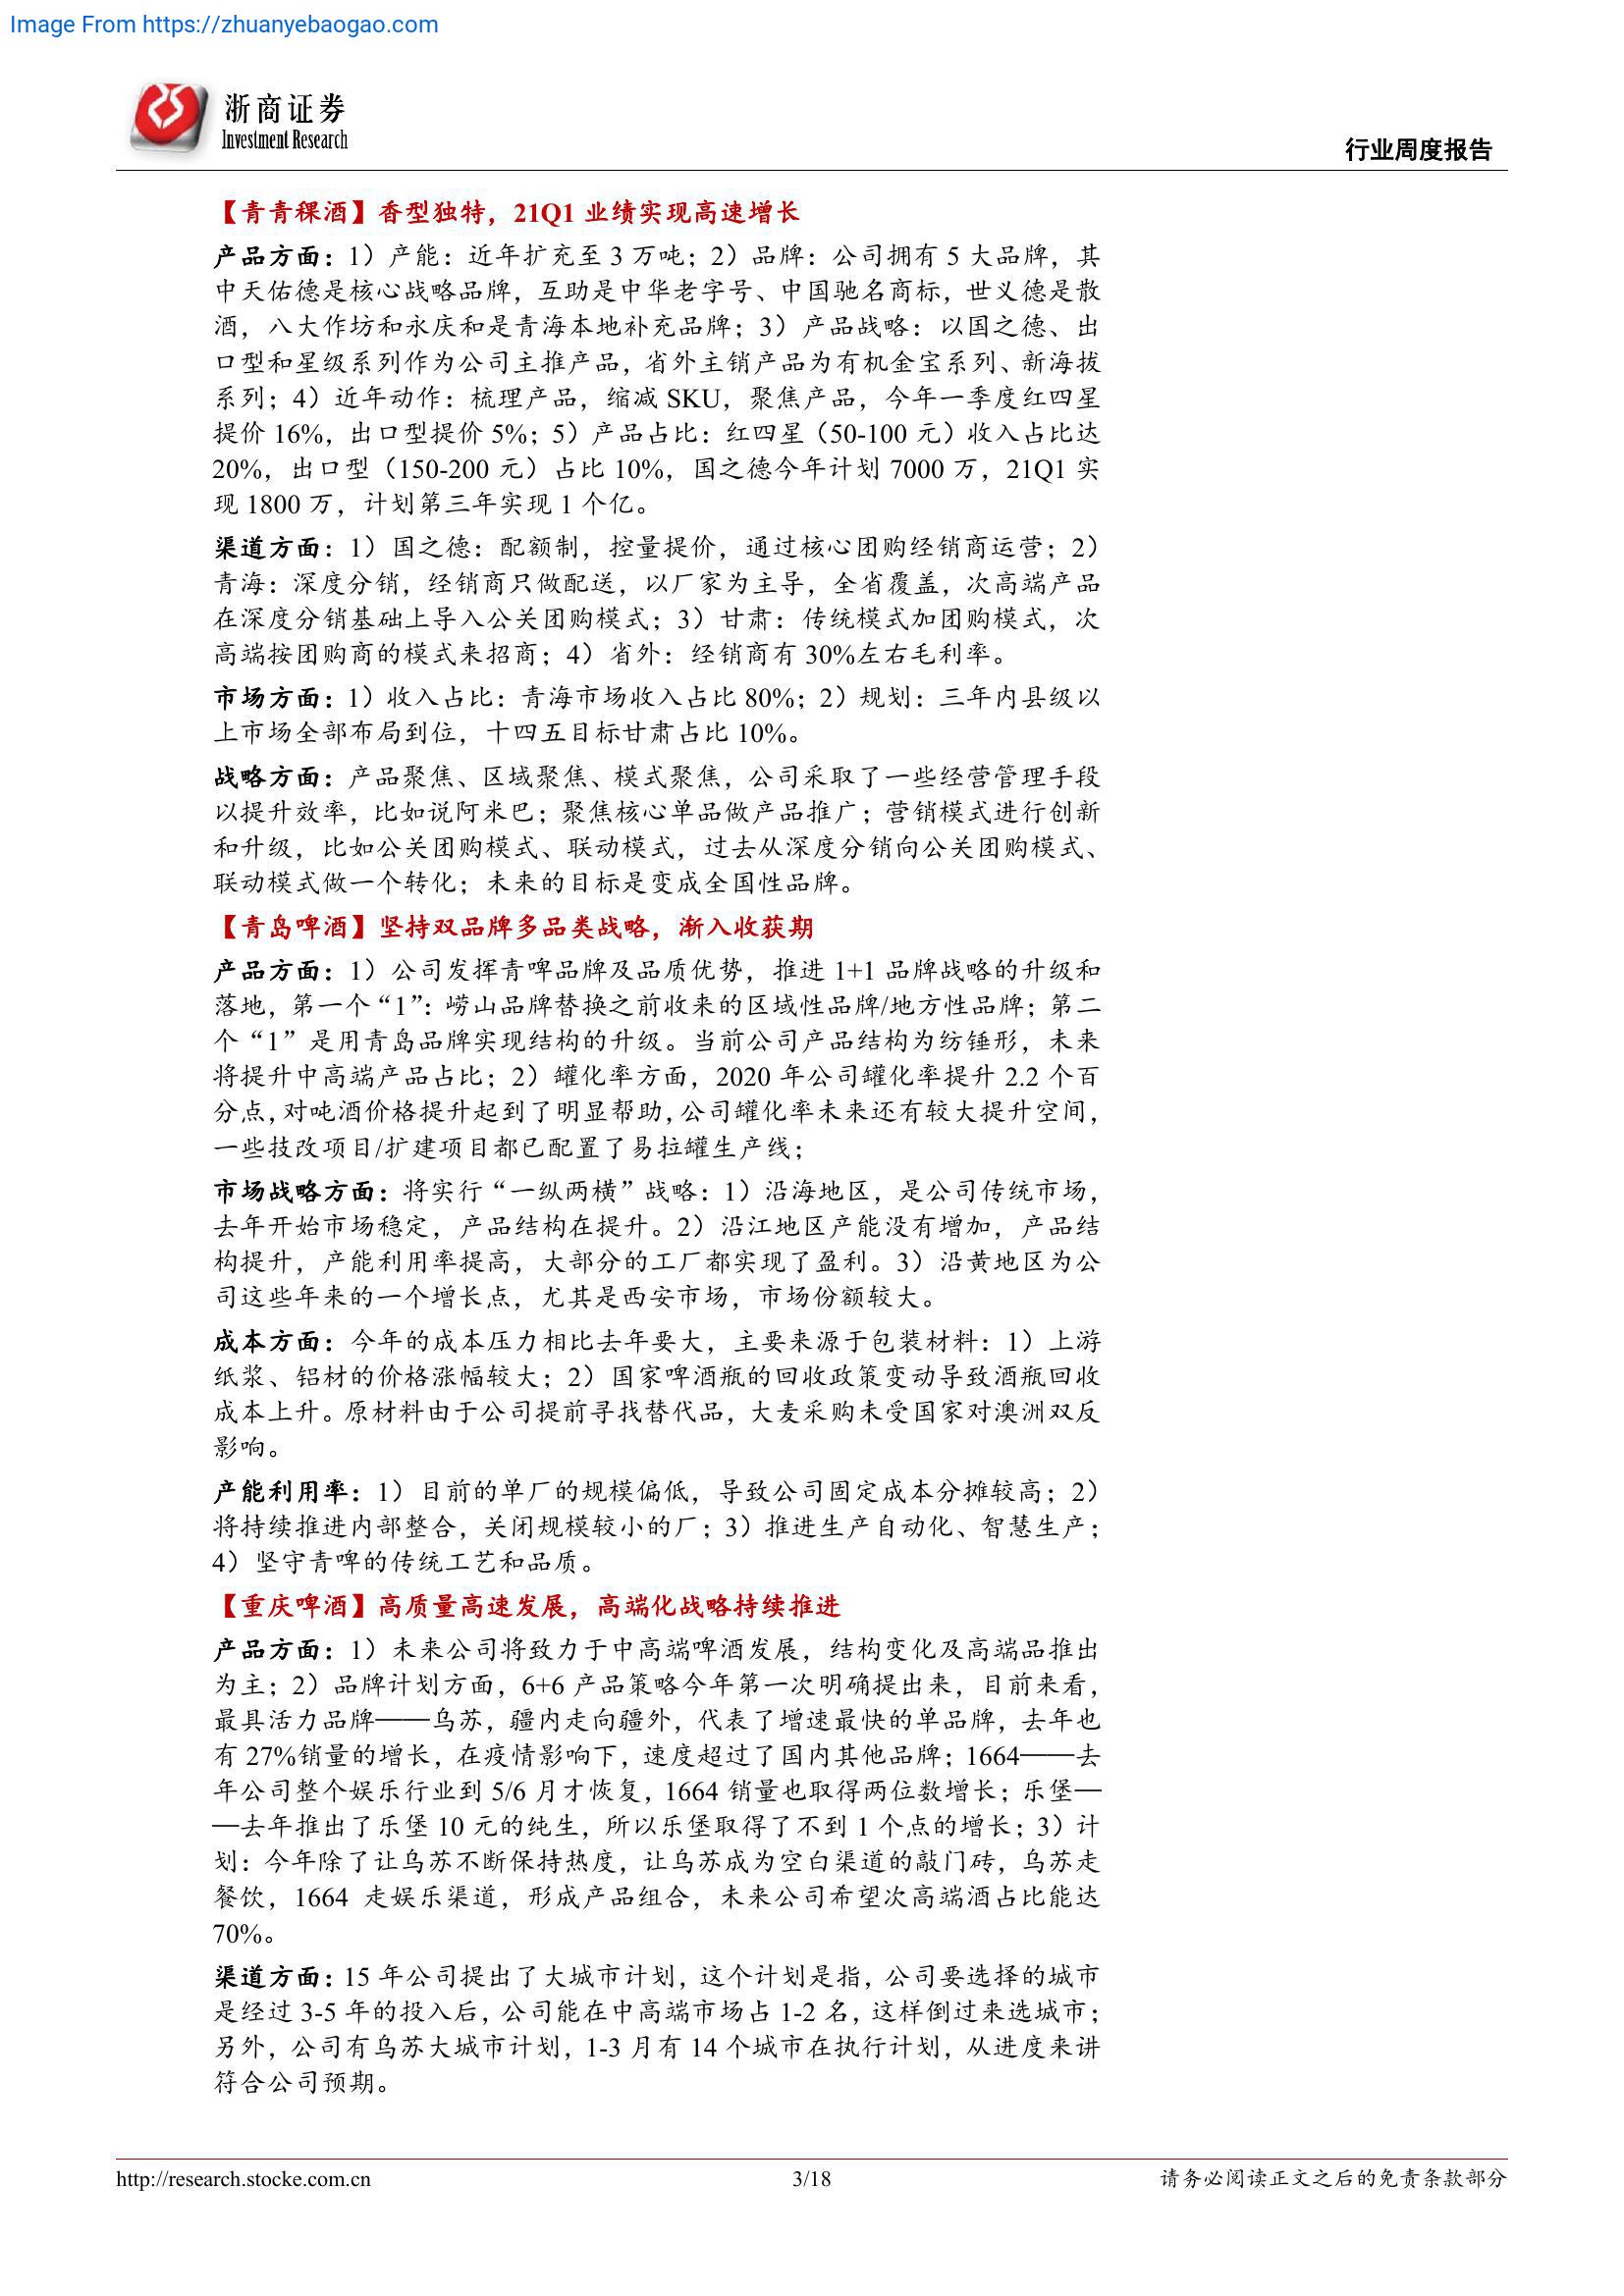 Image From https://zhuanyebaogao.com
浙商证券
Investment Research
行业周度报告
【青青稞酒】香型独特，21Q1 业绩实现高速增长
产品方面：1）产能：近年扩充至 3 万吨；2）品牌：公司拥有 5 大品牌，其
中天佑德是核心战略品牌，互助是中华老字号、中国驰名商标，世义德是散
酒，八大作坊和永庆和是青海本地补充品牌；3）产品战略：以国之德、出
口型和星级系列作为公司主推产品，省外主销产品为有机金宝系列、新海拔
系列；4）近年动作：梳理产品，缩减 SKU，聚焦产品，今年一季度红四星
提价 16%，出口型提价 5%；5）产品占比：红四星（50-100 元）收入占比达
20%，出口型（150-200 元）占比 10%，国之德今年计划 7000 万，21Q1 实
现 1800 万，计划第三年实现 1 个亿。
渠道方面：1）国之德：配额制，控量提价，通过核心团购经销商运营；2）
青海：深度分销，经销商只做配送，以厂家为主导，全省覆盖，次高端产品
在深度分销基础上导入公关团购模式；3）甘肃：传统模式加团购模式，次
高端按团购商的模式来招商；4）省外：经销商有 30%左右毛利率。
市场方面：1）收入占比：青海市场收入占比 80%；2）规划：三年内县级以
上市场全部布局到位，十四五目标甘肃占比 10%。
战略方面：产品聚焦、区域聚焦、模式聚焦，公司采取了一些经营管理手段
以提升效率，比如说阿米巴；聚焦核心单品做产品推广；营销模式进行创新
和升级，比如公关团购模式、联动模式，过去从深度分销向公关团购模式、
联动模式做一个转化；未来的目标是变成全国性品牌。
【青岛啤酒】坚持双品牌多品类战略，渐入收获期
产品方面：1）公司发挥青啤品牌及品质优势，推进 1+1 品牌战略的升级和
落地，第一个“1”：崂山品牌替换之前收来的区域性品牌/地方性品牌；第二
个“1”是用青岛品牌实现结构的升级。当前公司产品结构为纺锤形，未来
将提升中高端产品占比；2）罐化率方面，2020 年公司罐化率提升 2.2 个百
分点，对吨酒价格提升起到了明显帮助，公司罐化率未来还有较大提升空间，
一些技改项目/扩建项目都已配置了易拉罐生产线；
市场战略方面：将实行“一纵两横”战略：1）沿海地区，是公司传统市场，
去年开始市场稳定，产品结构在提升。2）沿江地区产能没有增加，产品结
构提升，产能利用率提高，大部分的工厂都实现了盈利。3）沿黄地区为公
司这些年来的一个增长点，尤其是西安市场，市场份额较大。
成本方面：今年的成本压力相比去年要大，主要来源于包装材料：1）上游
纸浆、铝材的价格涨幅较大；2）国家啤酒瓶的回收政策变动导致酒瓶回收
成本上升。原材料由于公司提前寻找替代品，大麦采购未受国家对澳洲双反
影响。
产能利用率：1）目前的单厂的规模偏低，导致公司固定成本分摊较高；2）
将持续推进内部整合，关闭规模较小的厂；3）推进生产自动化、智慧生产；
4）坚守青啤的传统工艺和品质。
【重庆啤酒】高质量高速发展，高端化战略持续推进
产品方面：1）未来公司将致力于中高端啤酒发展，结构变化及高端品推出
为主；2）品牌计划方面，6+6 产品策略今年第一次明确提出来，目前来看，
最具活力品牌——乌苏，疆内走向疆外，代表了增速最快的单品牌，去年也
有 27%销量的增长，在疫情影响下，速度超过了国内其他品牌；1664——去
年公司整个娱乐行业到 5/6 月才恢复，1664 销量也取得两位数增长；乐堡—
—去年推出了乐堡 10 元的纯生，所以乐堡取得了不到 1 个点的增长；3）计
划：今年除了让乌苏不断保持热度，让乌苏成为空白渠道的敲门砖，乌苏走
餐饮，1664 走娱乐渠道，形成产品组合，未来公司希望次高端酒占比能达
70%。
渠道方面：15 年公司提出了大城市计划，这个计划是指，公司要选择的城市
是经过 3-5 年的投入后，公司能在中高端市场占 1-2 名，这样倒过来选城市；
另外，公司有乌苏大城市计划，1-3 月有 14 个城市在执行计划，从进度来讲
符合公司预期。
http://research.stocke.com.cn
3/18
请务必阅读正文之后的免责条款部分